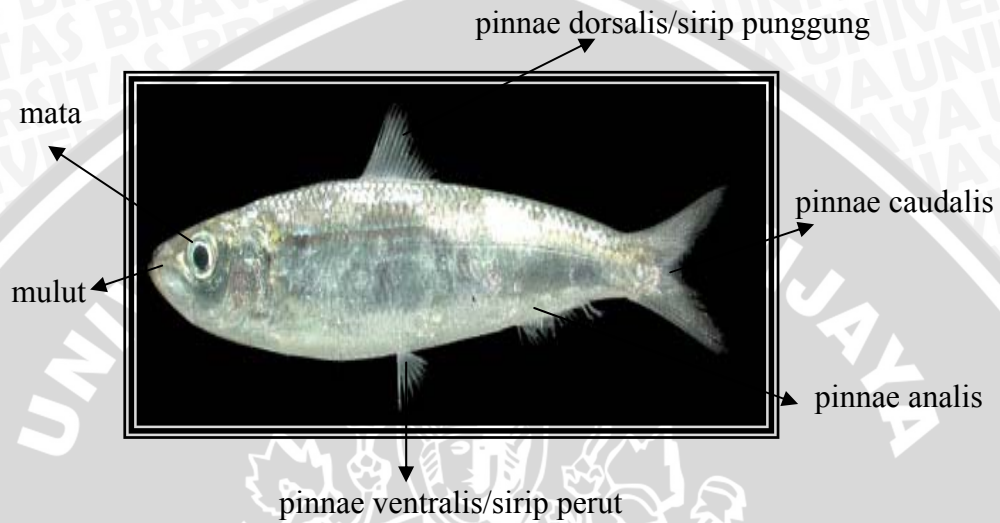 pinnae dorsalis/sirip punggung
mata
pinnae caudalis
mulut
pinnae analis
pinnae ventralis/sirip perut